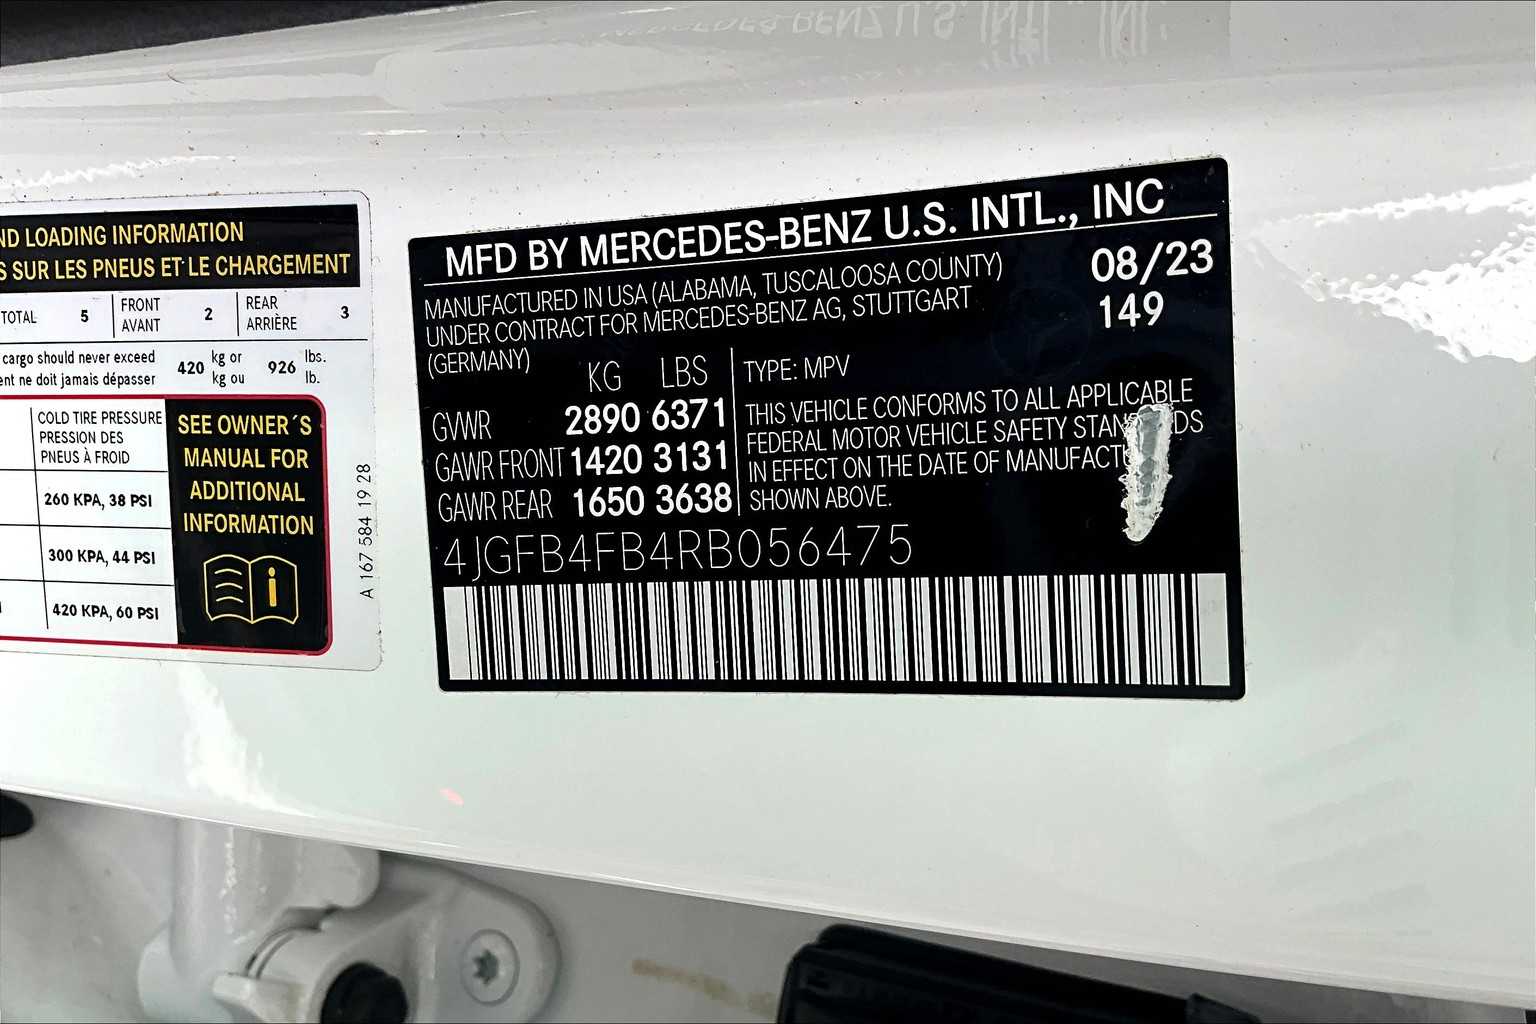 ND LOADING INFORMATION
S SUR LES PNEUS ET LE CHARGEMENT
TOTAL 5 FRONT AVANT 2 REAR ARRIÈRE 3
cargo should never exceed 420 kg or 926 lbs.
ent ne doit jamais dépasser kg ou lb.
COLD TIRE PRESSURE
PRESSION DES
PNEUS À FROID
260 KPA, 38 PSI
300 KPA, 44 PSI
420 KPA, 60 PSI
SEE OWNER´S
MANUAL FOR
ADDITIONAL
INFORMATION
A 167 584 19 28
MFD BY MERCEDES-BENZ U.S. INTL., INC
MANUFACTURED IN USA (ALABAMA, TUSCALOOSA COUNTY)
UNDER CONTRACT FOR MERCEDES-BENZ AG, STUTTGART
(GERMANY)
08/23
149
KG LBS
GVWR 2890 6371
GAWR FRONT 1420 3131
GAWR REAR 1650 3638
TYPE: MPV
THIS VEHICLE CONFORMS TO ALL APPLICABLE
FEDERAL MOTOR VEHICLE SAFETY STANDARDS
IN EFFECT ON THE DATE OF MANUFACTU
SHOWN ABOVE.
4JGFB4FB4RB056475